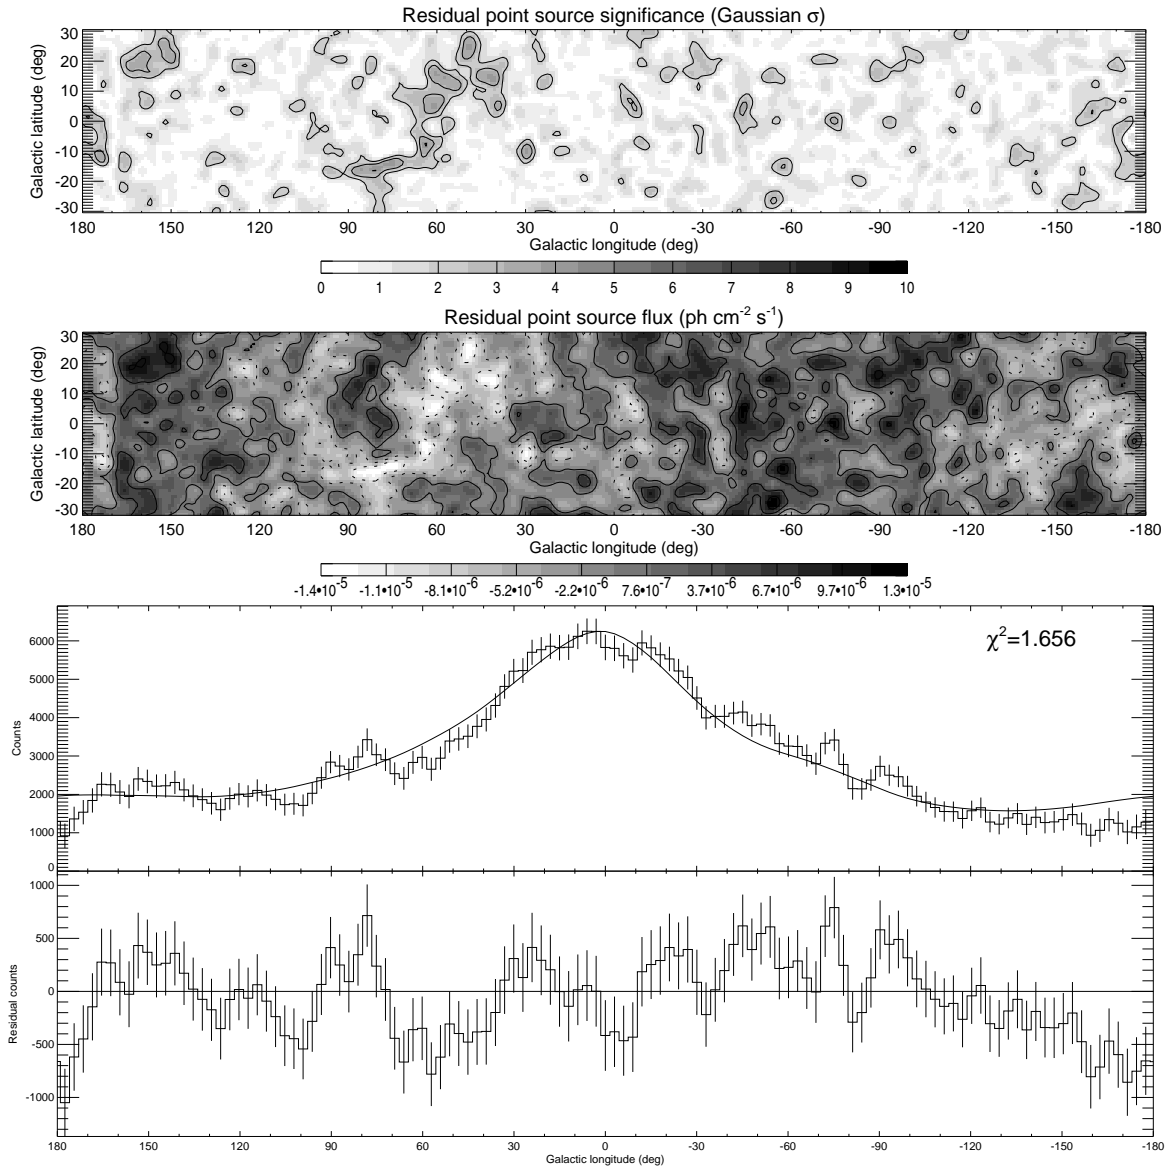 Residual point source significance (Gaussian σ)
Galactic latitude (deg)
30
20
10
0
-10
-20
-30
180 150 120 90 60 30 0 -30 -60 -90 -120 -150 -180
Galactic longitude (deg)
0 1 2 3 4 5 6 7 8 9 10
Residual point source flux (ph cm⁻² s⁻¹)
Galactic latitude (deg)
30
20
10
0
-10
-20
-30
180 150 120 90 60 30 0 -30 -60 -90 -120 -150 -180
Galactic longitude (deg)
-1.4•10⁻⁵ -1.1•10⁻⁵ -8.1•10⁻⁶ -5.2•10⁻⁶ -2.2•10⁻⁶ 7.6•10⁻⁷ 3.7•10⁻⁶ 6.7•10⁻⁶ 9.7•10⁻⁶ 1.3•10⁻⁵
χ²=1.656
Counts
6000
5000
4000
3000
2000
1000
0
Residual counts
1000
500
0
-500
-1000
180 150 120 90 60 30 0 -30 -60 -90 -120 -150 -180
Galactic longitude (deg)